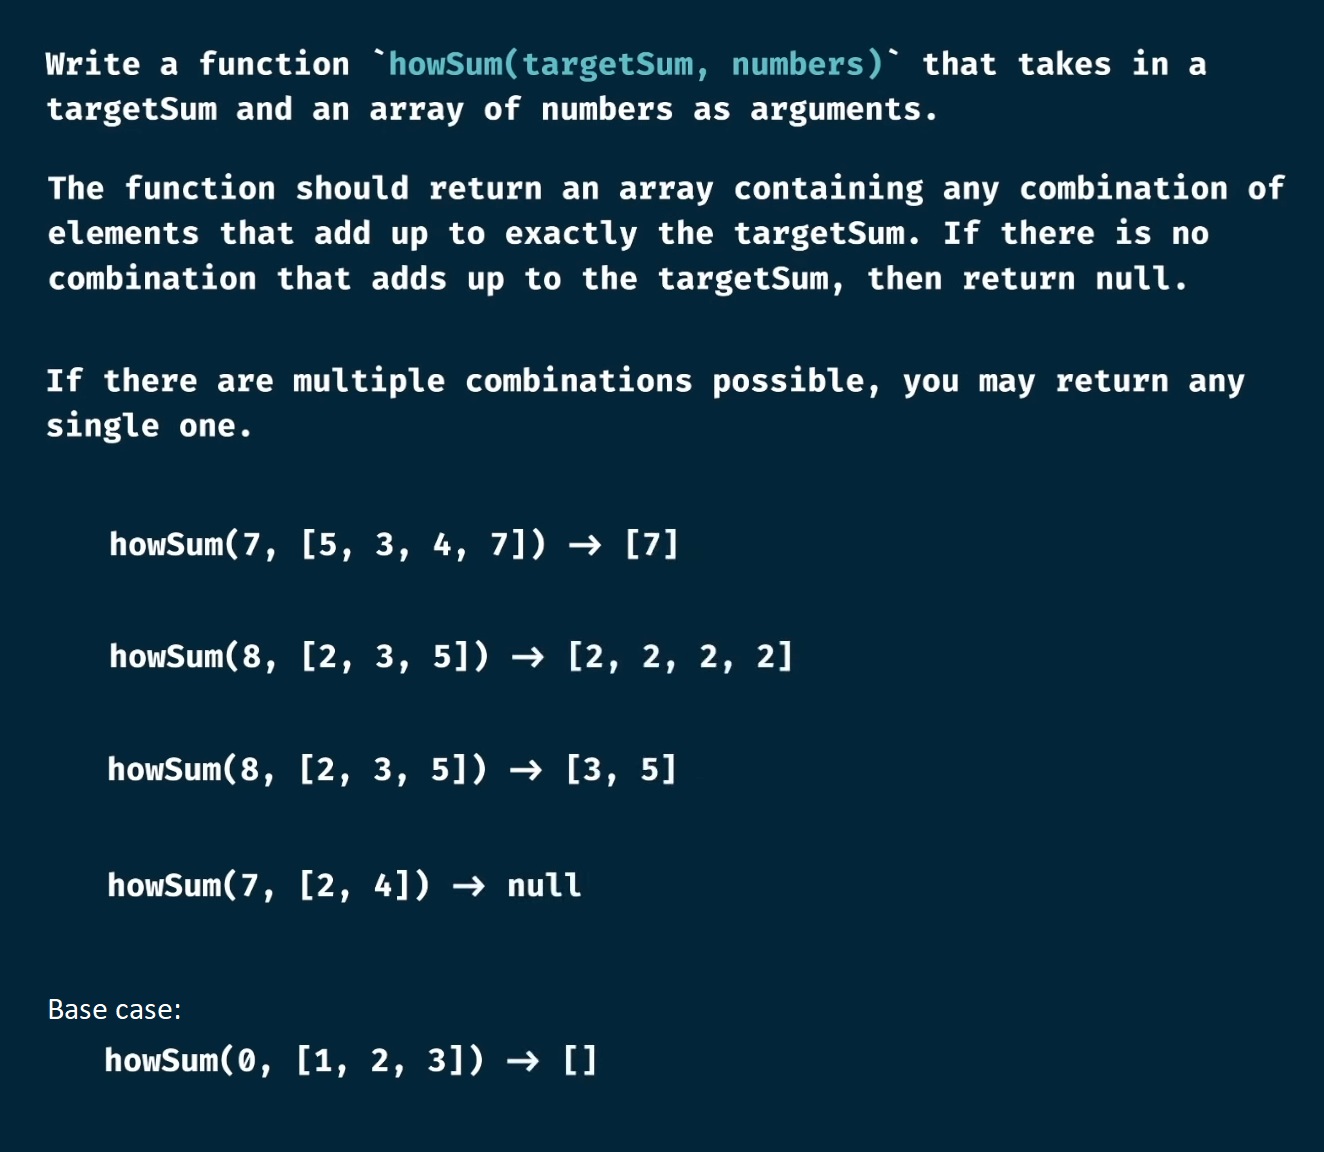 Write a function `howSum(targetSum, numbers)` that takes in a
targetSum and an array of numbers as arguments.
The function should return an array containing any combination of
elements that add up to exactly the targetSum. If there is no
combination that adds up to the targetSum, then return null.
If there are multiple combinations possible, you may return any
single one.
howSum(7, [5, 3, 4, 7]) → [7]
howSum(8, [2, 3, 5]) → [2, 2, 2, 2]
howSum(8, [2, 3, 5]) → [3, 5]
howSum(7, [2, 4]) → null
Base case:
howSum(0, [1, 2, 3]) → []